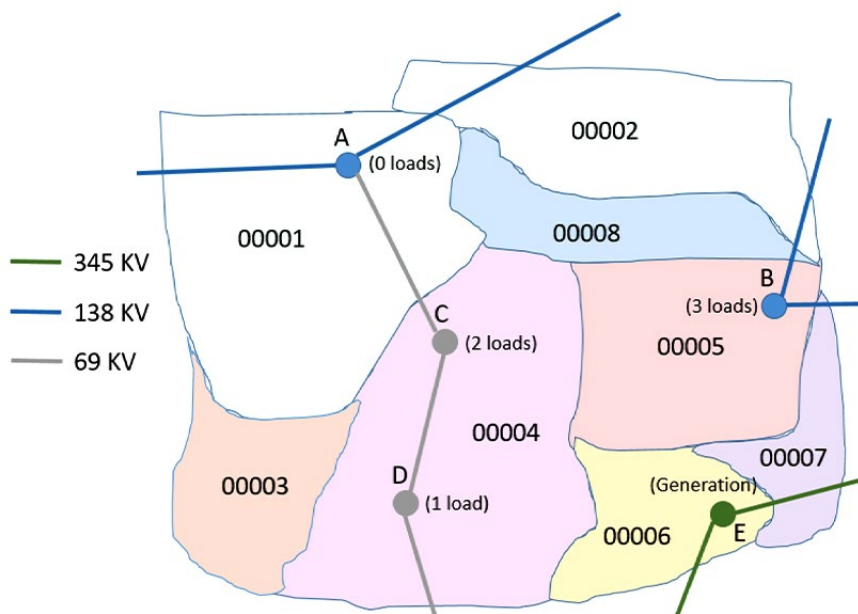 00002
A
(0 loads)
00001
00008
345 KV
138 KV
69 KV
B
(3 loads)
C
(2 loads)
00005
00004
00007
00003
D
(1 load)
(Generation)
00006
E